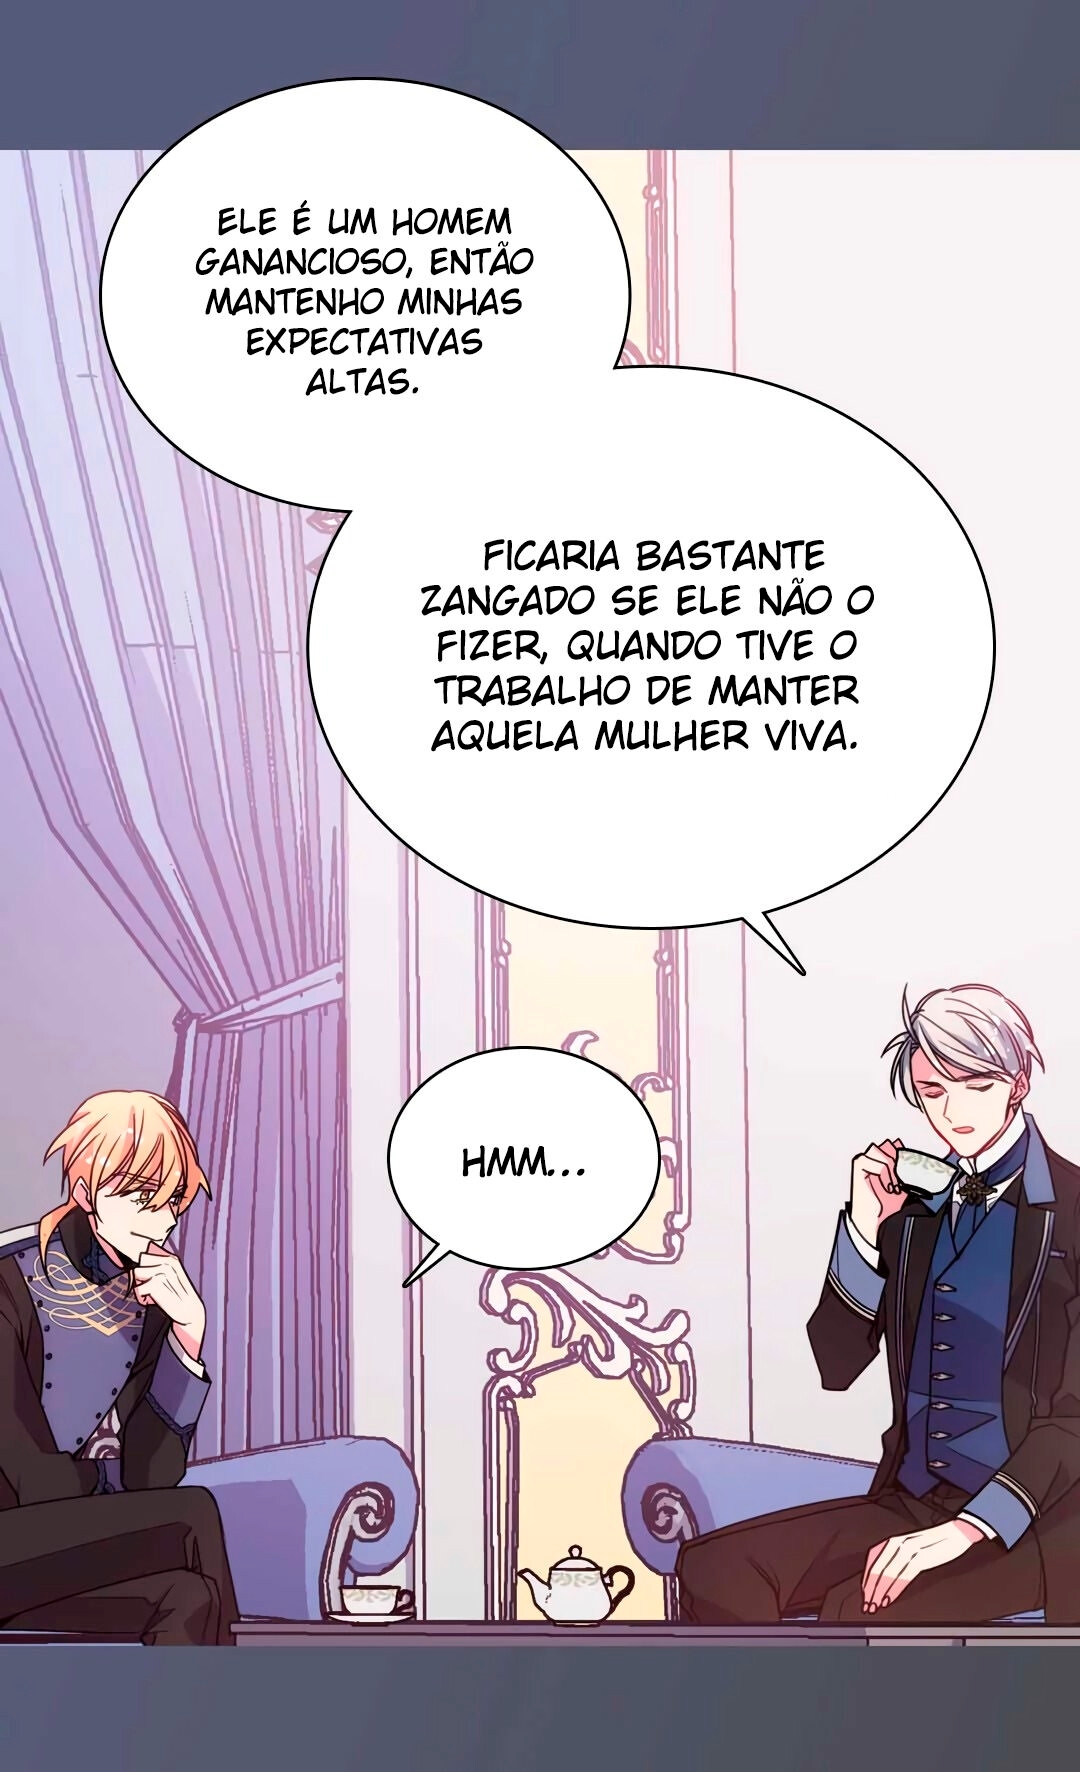 ELE É UM HOMEM
GANANCIOSO, ENTÃO
MANTENHO MINHAS
EXPECTATIVAS
ALTAS.
FICARIA BASTANTE
ZANGADO SE ELE NÃO O
FIZER, QUANDO TIVE O
TRABALHO DE MANTER
AQUELA MULHER VIVA.
HMM...